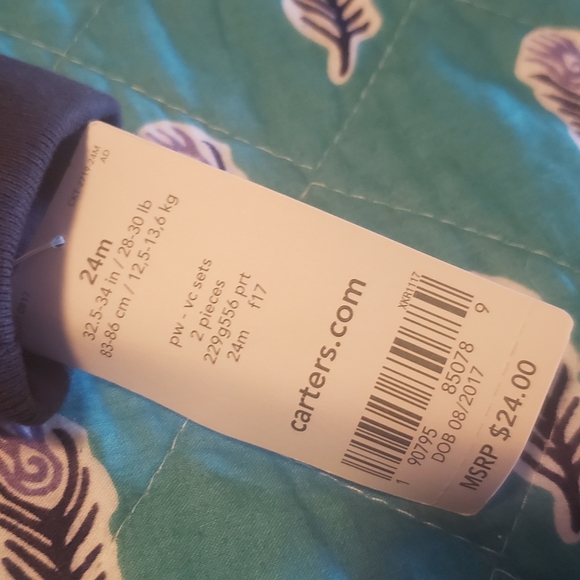 24m
32.5-34 in / 28-30 lb
83-86 cm / 12,5-13,6 kg
pw - vc sets
2 pieces
229g556 prt
24m f17
carters.com
XKR1117
1 90795 85078 9
DOB 08/2017
MSRP $24.00